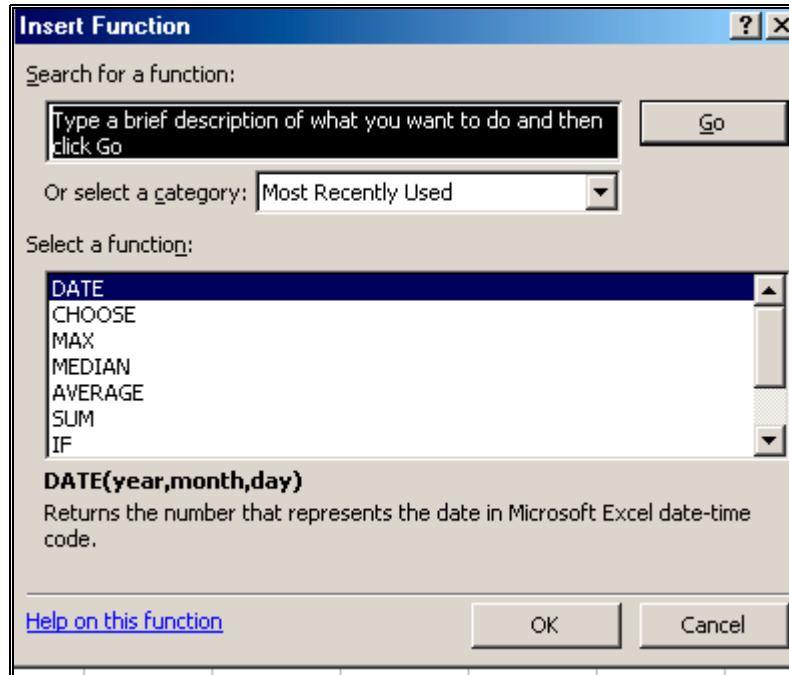 Insert Function
Search for a function:
Type a brief description of what you want to do and then
click Go
Go
Or select a category: Most Recently Used
Select a function:
DATE
CHOOSE
MAX
MEDIAN
AVERAGE
SUM
IF
DATE(year,month,day)
Returns the number that represents the date in Microsoft Excel date-time
code.
Help on this function
OK
Cancel